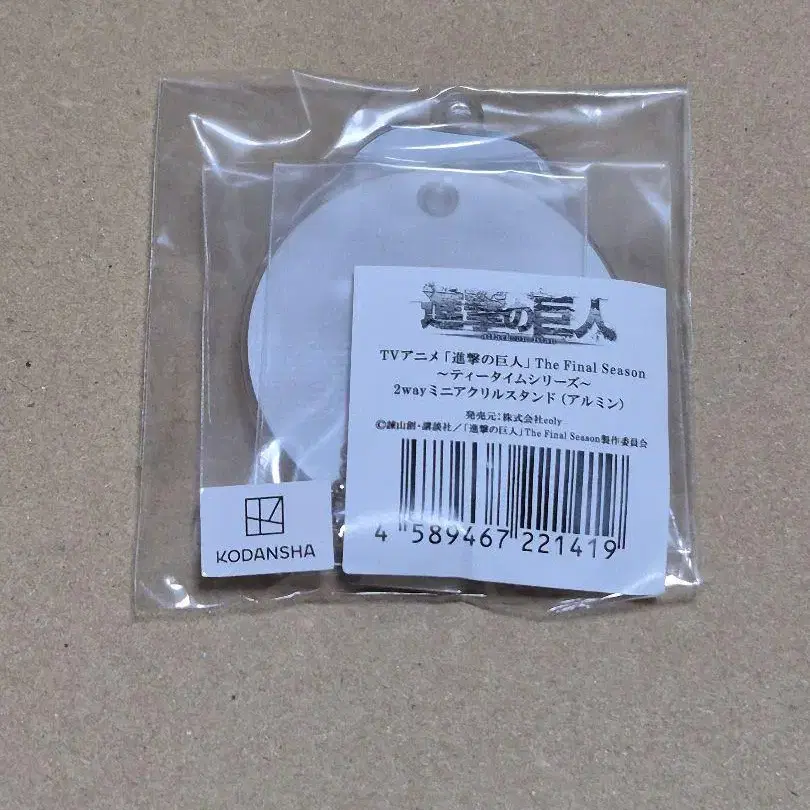 進撃の巨人
TVアニメ「進撃の巨人」The Final Season
～ティータイムシリーズ～
2wayミニアクリルスタンド（アルミン）
発売元：株式会社eoly
©諫山創・講談社／「進撃の巨人」The Final Season製作委員会
4 589467 221419
KODANSHA